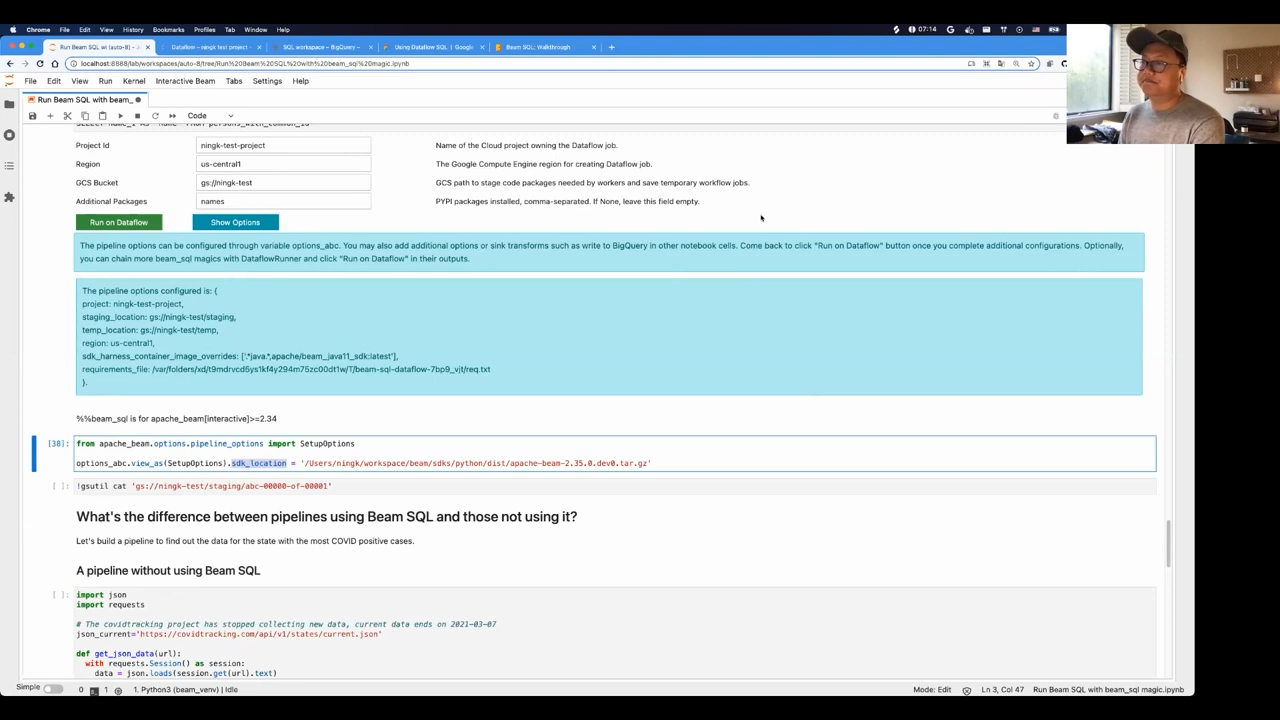 Chrome File Edit View History Bookmarks Profiles Tab Window Help
07:14
Run Beam SQL wi (auto-8) - J
Dataflow – ningk test project -
SQL workspace – BigQuery –
Using Dataflow SQL | Google
Beam SQL: Walkthrough
localhost:8888/lab/workspaces/auto-8/tree/Run%20Beam%20SQL%20with%20beam_sql%20magic.ipynb
File Edit View Run Kernel Interactive Beam Tabs Settings Help
Run Beam SQL with beam_
Code
Project Id
ningk-test-project
Name of the Cloud project owning the Dataflow job.
Region
us-central1
The Google Compute Engine region for creating Dataflow job.
GCS Bucket
gs://ningk-test
GCS path to stage code packages needed by workers and save temporary workflow jobs.
Additional Packages
names
PYPI packages installed, comma-separated. If None, leave this field empty.
Run on Dataflow
Show Options
The pipeline options can be configured through variable options_abc. You may also add additional options or sink transforms such as write to BigQuery in other notebook cells. Come back to click "Run on Dataflow" button once you complete additional configurations. Optionally,
you can chain more beam_sql magics with DataflowRunner and click "Run on Dataflow" in their outputs.
The pipeline options configured is: {
project: ningk-test-project,
staging_location: gs://ningk-test/staging,
temp_location: gs://ningk-test/temp,
region: us-central1,
sdk_harness_container_image_overrides: ['.*java.*,apache/beam_java11_sdk:latest'],
requirements_file: /var/folders/xd/t9mdrvcd5ys1kf4y294m75zc00dt1w/T/beam-sql-dataflow-7bp9_vjt/req.txt
}.
%%beam_sql is for apache_beam[interactive]>=2.34
[38]:
from apache_beam.options.pipeline_options import SetupOptions
options_abc.view_as(SetupOptions).sdk_location = '/Users/ningk/workspace/beam/sdks/python/dist/apache-beam-2.35.0.dev0.tar.gz'
[ ]:
!gsutil cat 'gs://ningk-test/staging/abc-00000-of-00001'
What's the difference between pipelines using Beam SQL and those not using it?
Let's build a pipeline to find out the data for the state with the most COVID positive cases.
A pipeline without using Beam SQL
[ ]:
import json
import requests
# The covidtracking project has stopped collecting new data, current data ends on 2021-03-07
json_current='https://covidtracking.com/api/v1/states/current.json'
def get_json_data(url):
with requests.Session() as session:
data = json.loads(session.get(url).text)
Simple 0 1 Python3 (beam_venv) | Idle
Mode: Edit Ln 3, Col 47 Run Beam SQL with beam_sql magic.ipynb